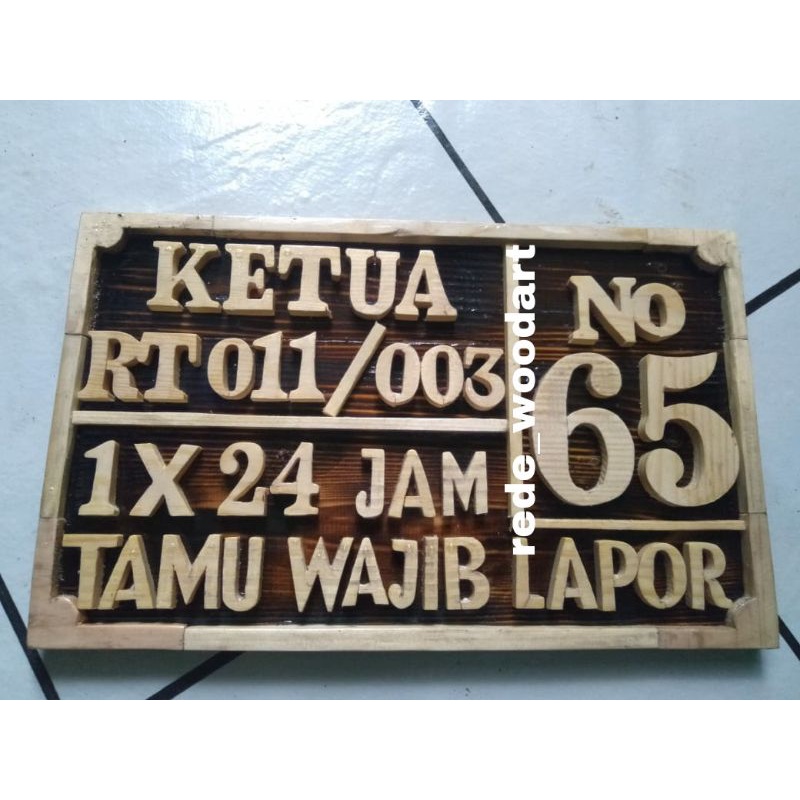 KETUA
RT 011/003
No
65
1X 24 JAM
TAMU WAJIB LAPOR
rede_woodart